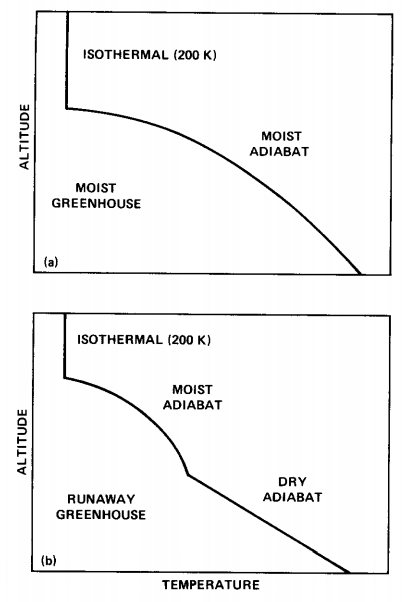 ISOTHERMAL (200 K)
MOIST
ADIABAT
ALTITUDE
MOIST
GREENHOUSE
(a)
ISOTHERMAL (200 K)
MOIST
ADIABAT
ALTITUDE
DRY
ADIABAT
RUNAWAY
GREENHOUSE
(b)
TEMPERATURE